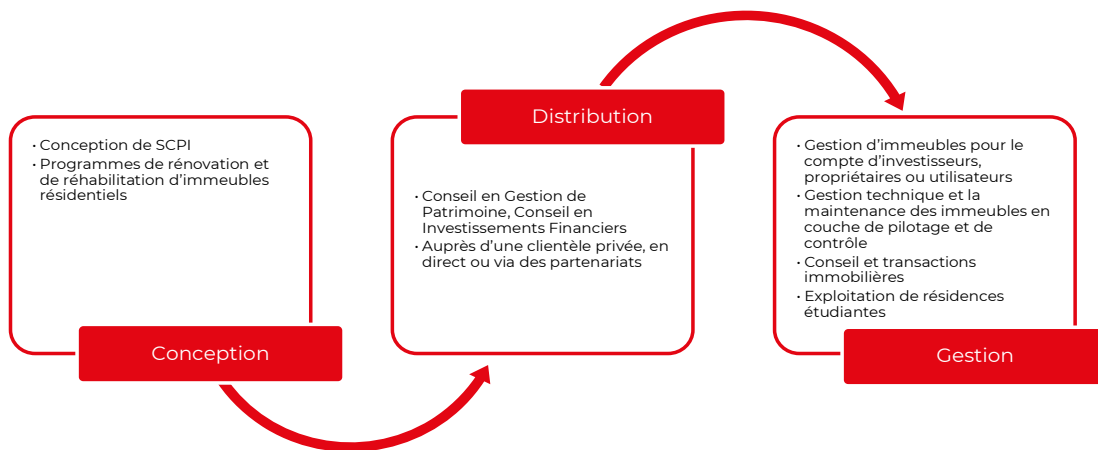 · Conception de SCPI
· Programmes de rénovation et
de réhabilitation d'immeubles
résidentiels
Conception
Distribution
· Conseil en Gestion de
Patrimoine, Conseil en
Investissements Financiers
· Auprès d'une clientèle privée, en
direct ou via des partenariats
· Gestion d'immeubles pour le
compte d'investisseurs,
propriétaires ou utilisateurs
· Gestion technique et la
maintenance des immeubles en
couche de pilotage et de
contrôle
· Conseil et transactions
immobilières
· Exploitation de résidences
étudiantes
Gestion